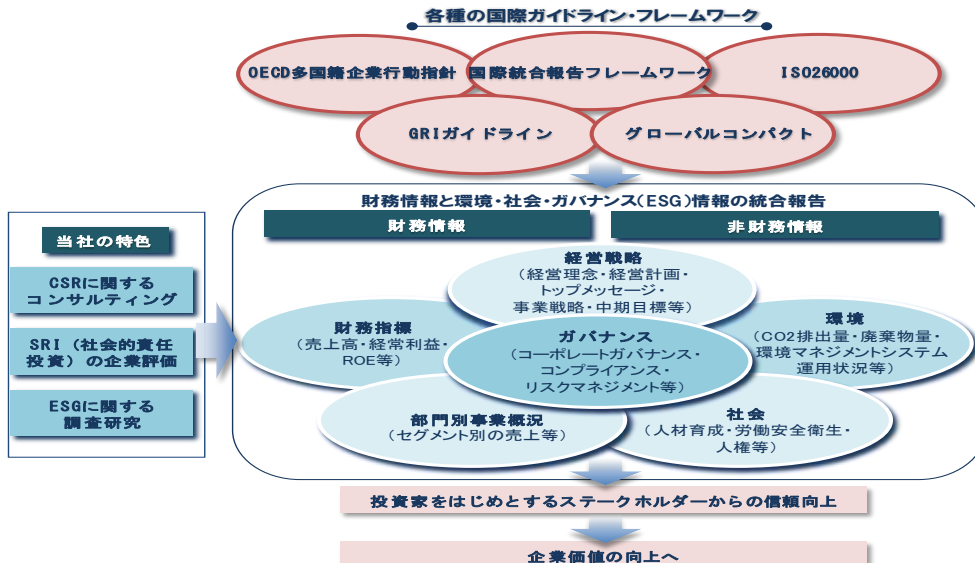 各種の国際ガイドライン・フレームワーク
OECD多国籍企業行動指針
国際統合報告フレームワーク
ISO26000
GRIガイドライン
グローバルコンパクト
財務情報と環境・社会・ガバナンス(ESG)情報の統合報告
財務情報
非財務情報
当社の特色
CSRに関する
コンサルティング
SRI（社会的責任
投資）の企業評価
ESGに関する
調査研究
経営戦略
(経営理念・経営計画・
トップメッセージ・
事業戦略・中期目標等)
財務指標
(売上高・経常利益・
ROE等)
ガバナンス
(コーポレートガバナンス・
コンプライアンス・
リスクマネジメント等)
環境
(CO2排出量・廃棄物量・
環境マネジメントシステム
運用状況等)
部門別事業概況
(セグメント別の売上等)
社会
(人材育成・労働安全衛生・
人権等)
投資家をはじめとするステークホルダーからの信頼向上
企業価値の向上へ